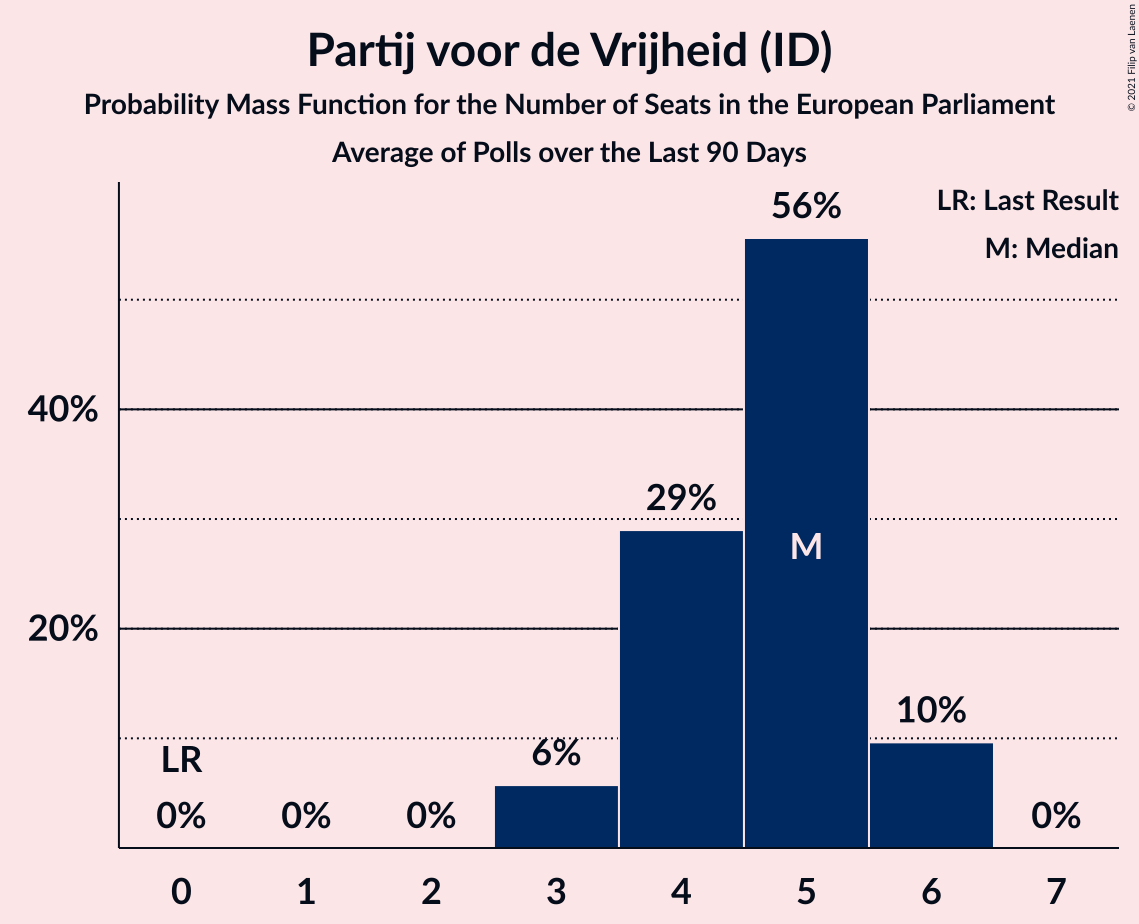 Partij voor de Vrijheid (ID)
Probability Mass Function for the Number of Seats in the European Parliament
Average of Polls over the Last 90 Days
© 2021 Filip van Laenen
LR: Last Result
M: Median
56%
40%
29%
M
20%
10%
6%
LR
0%
0%
0%
0%
0
1
2
3
4
5
6
7